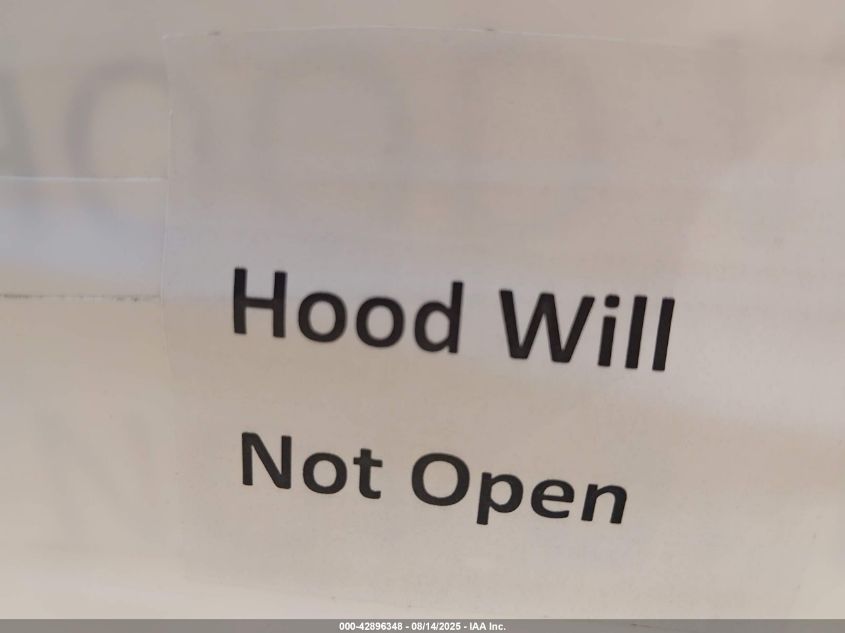 Hood Will
Not Open
000-42896348 - 08/14/2025 - IAA Inc.